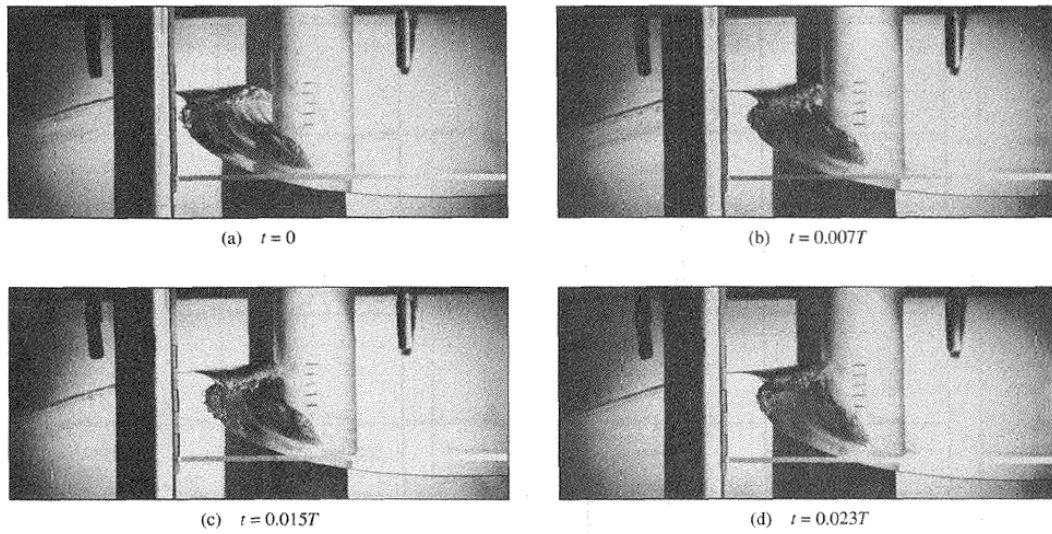 (a) t = 0
(b) t = 0.007T
(c) t = 0.015T
(d) t = 0.023T